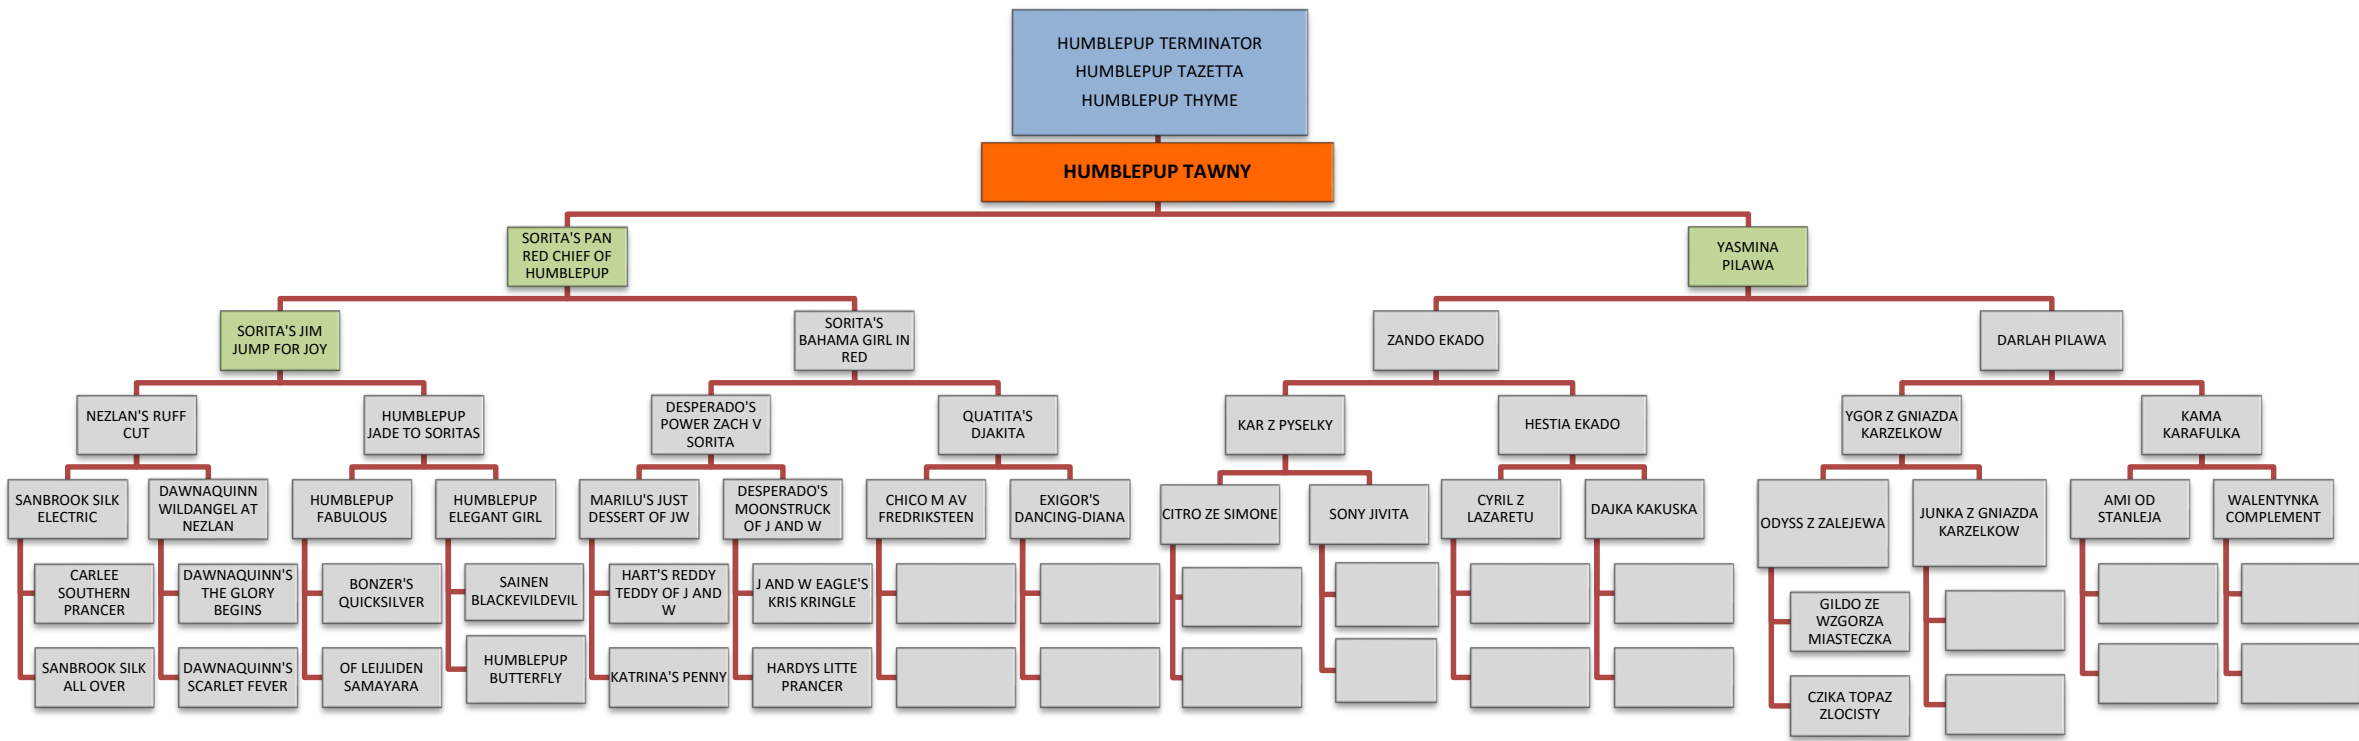 HUMBLEPUP TERMINATOR
HUMBLEPUP TAZETTA
HUMBLEPUP THYME
HUMBLEPUP TAWNY
SORITA'S PAN
RED CHIEF OF
HUMBLEPUP
YASMINA
PILAWA
SORITA'S JIM
JUMP FOR JOY
SORITA'S
BAHAMA GIRL IN
RED
ZANDO EKADO
DARLAH PILAWA
NEZLAN'S RUFF
CUT
HUMBLEPUP
JADE TO SORITAS
DESPERADO'S
POWER ZACH V
SORITA
QUATITA'S
DJAKITA
KAR Z PYSELKY
HESTIA EKADO
YGOR Z GNIAZDA
KARZELKOW
KAMA
KARAFULKA
SANBROOK SILK
ELECTRIC
DAWNAQUINN
WILDANGEL AT
NEZLAN
HUMBLEPUP
FABULOUS
HUMBLEPUP
ELEGANT GIRL
MARILU'S JUST
DESSERT OF JW
DESPERADO'S
MOONSTRUCK
OF J AND W
CHICO M AV
FREDRIKSTEEN
EXIGOR'S
DANCING-DIANA
CITRO ZE SIMONE
SONY JIVITA
CYRIL Z
LAZARETU
DAJKA KAKUSKA
ODYSS Z ZALEJEWA
JUNKA Z GNIAZDA
KARZELKOW
AMI OD
STANLEJA
WALENTYNKA
COMPLEMENT
CARLEE
SOUTHERN
PRANCER
DAWNAQUINN'S
THE GLORY
BEGINS
BONZER'S
QUICKSILVER
SAINEN
BLACKEVILDEVIL
HART'S REDDY
TEDDY OF J AND
W
J AND W EAGLE'S
KRIS KRINGLE
GILDO ZE
WZGORZA
MIASTECZKA
SANBROOK SILK
ALL OVER
DAWNAQUINN'S
SCARLET FEVER
OF LEIJLIDEN
SAMAYARA
HUMBLEPUP
BUTTERFLY
KATRINA'S PENNY
HARDYS LITTE
PRANCER
CZIKA TOPAZ
ZLOCISTY